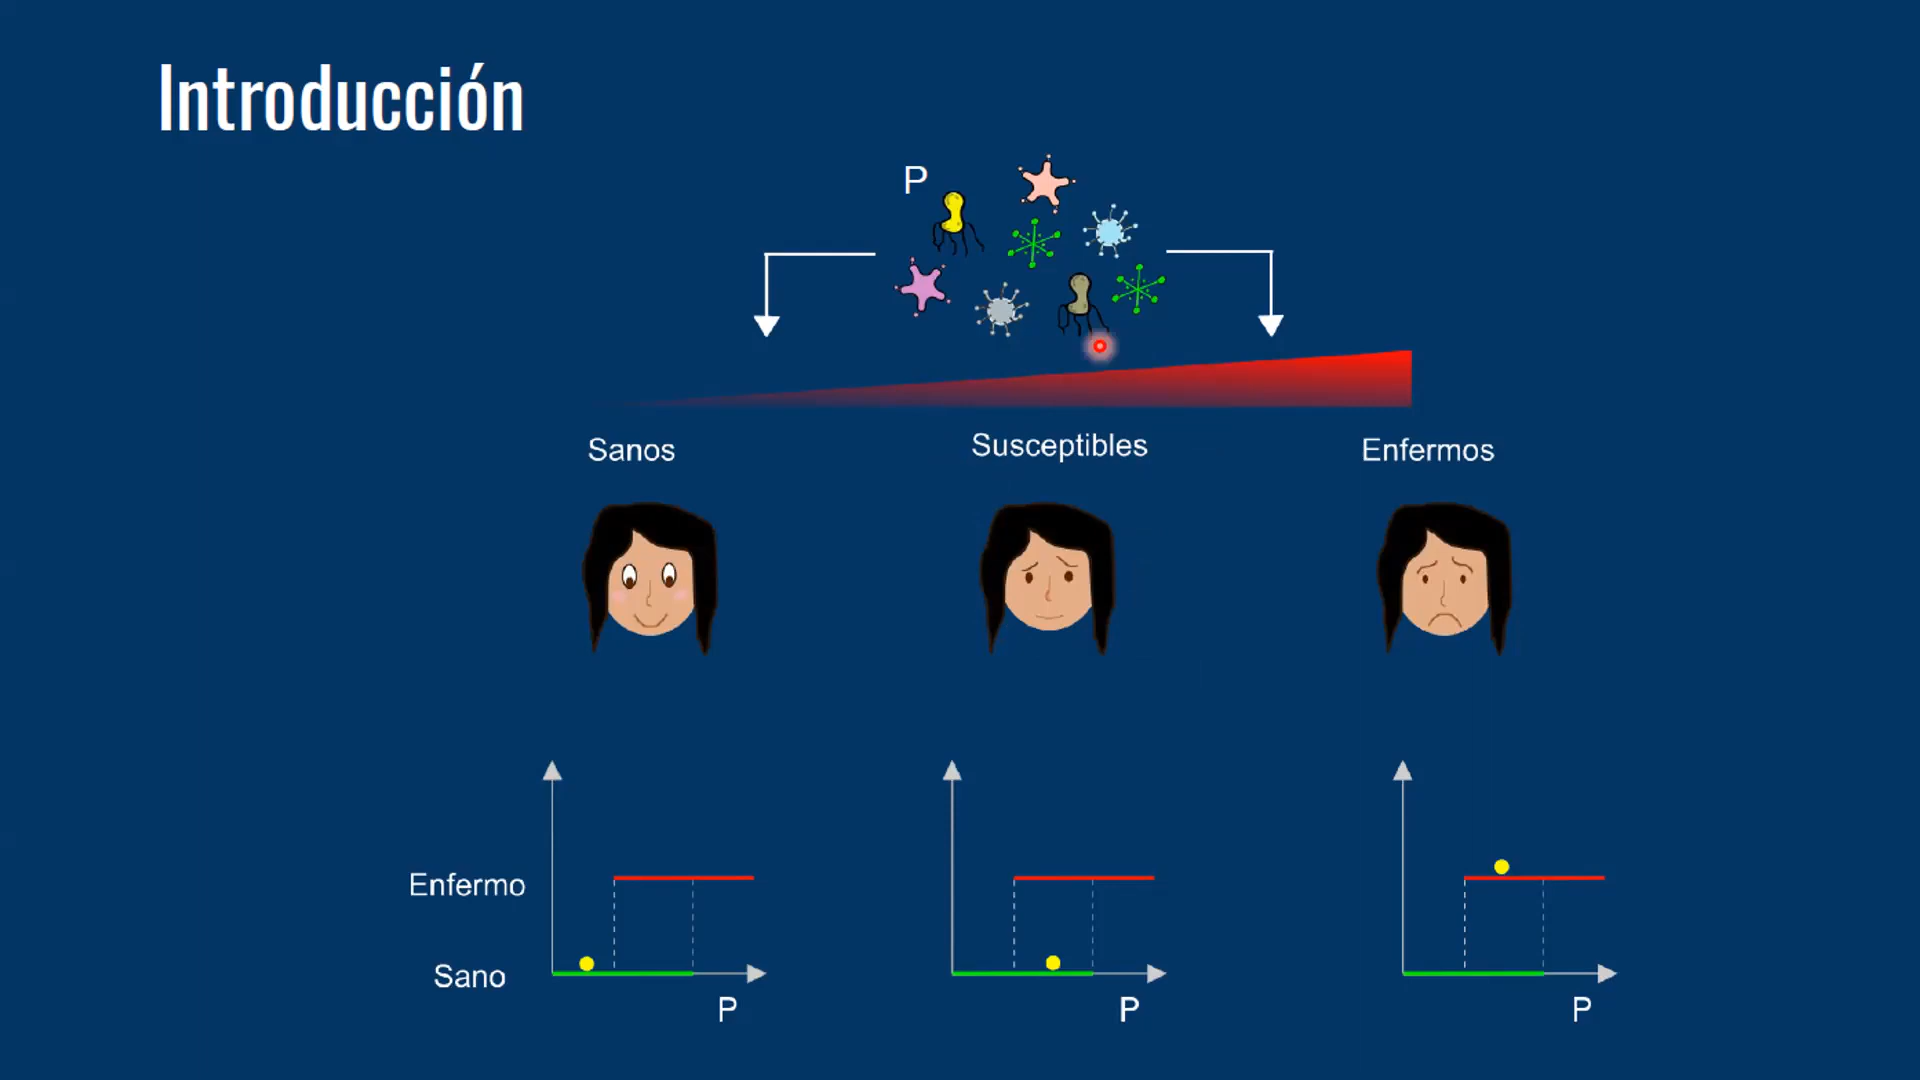 Introducción
P
Sanos
Susceptibles
Enfermos
Enfermo
Sano
P
P
P